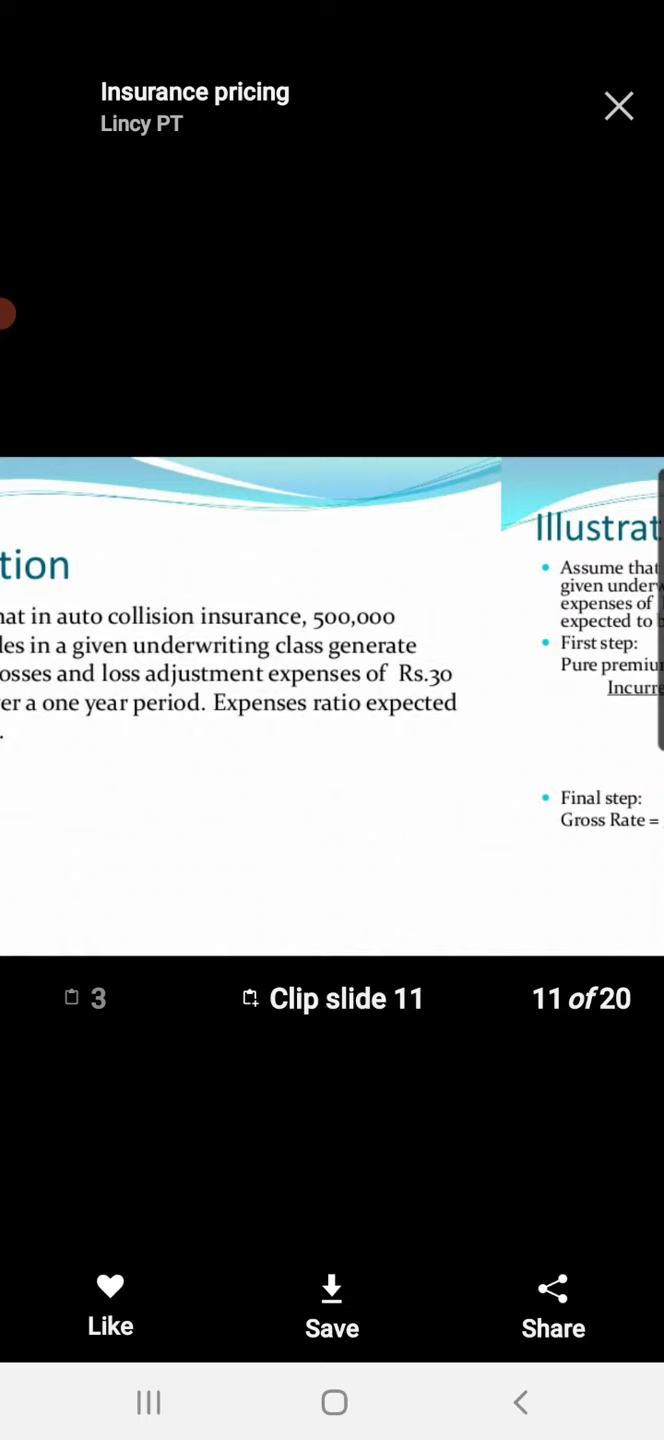 Insurance pricing
Lincy PT
tion
hat in auto collision insurance, 500,000
les in a given underwriting class generate
osses and loss adjustment expenses of Rs.30
er a one year period. Expenses ratio expected
.
Illustrat
Assume that
given underw
expenses of
expected to b
First step:
Pure premiu
Incurre
Final step:
Gross Rate =
3
Clip slide 11
11 of 20
Like
Save
Share